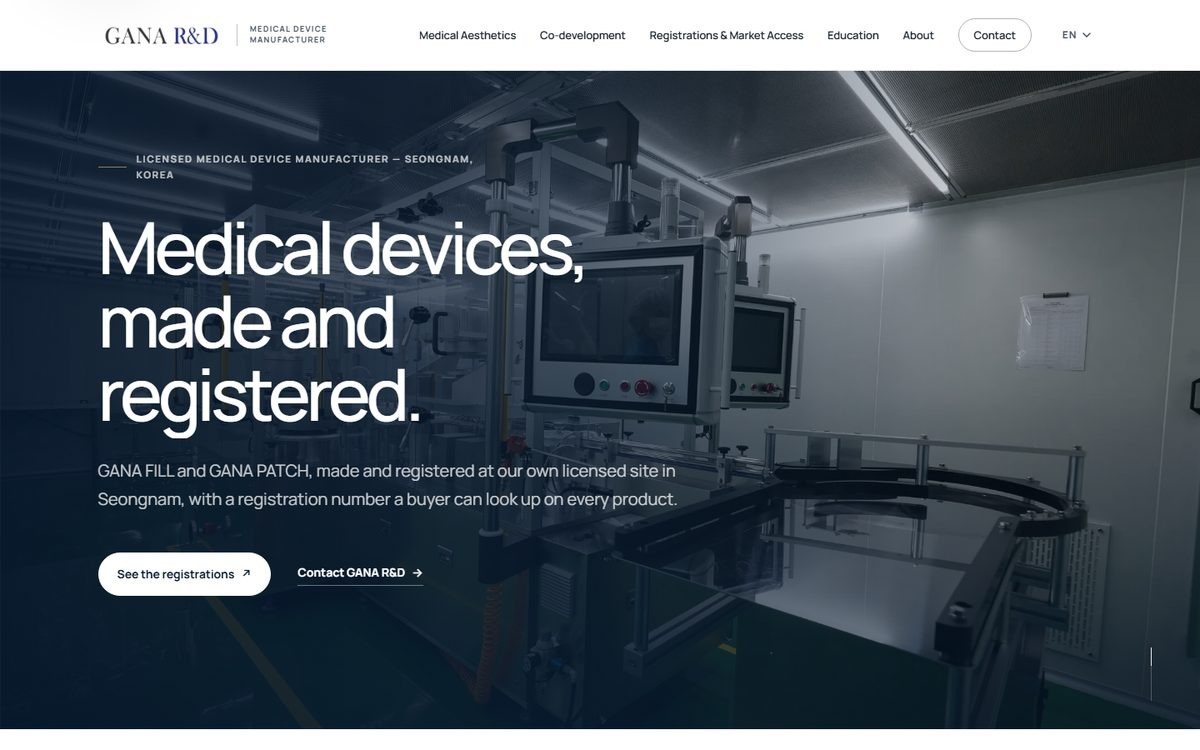 GANA R&D
MEDICAL DEVICE
MANUFACTURER
Medical Aesthetics
Co-development
Registrations & Market Access
Education
About
Contact
EN
LICENSED MEDICAL DEVICE MANUFACTURER — SEONGNAM,
KOREA
Medical devices,
made and
registered.
GANA FILL and GANA PATCH, made and registered at our own licensed site in
Seongnam, with a registration number a buyer can look up on every product.
See the registrations ↗
Contact GANA R&D →